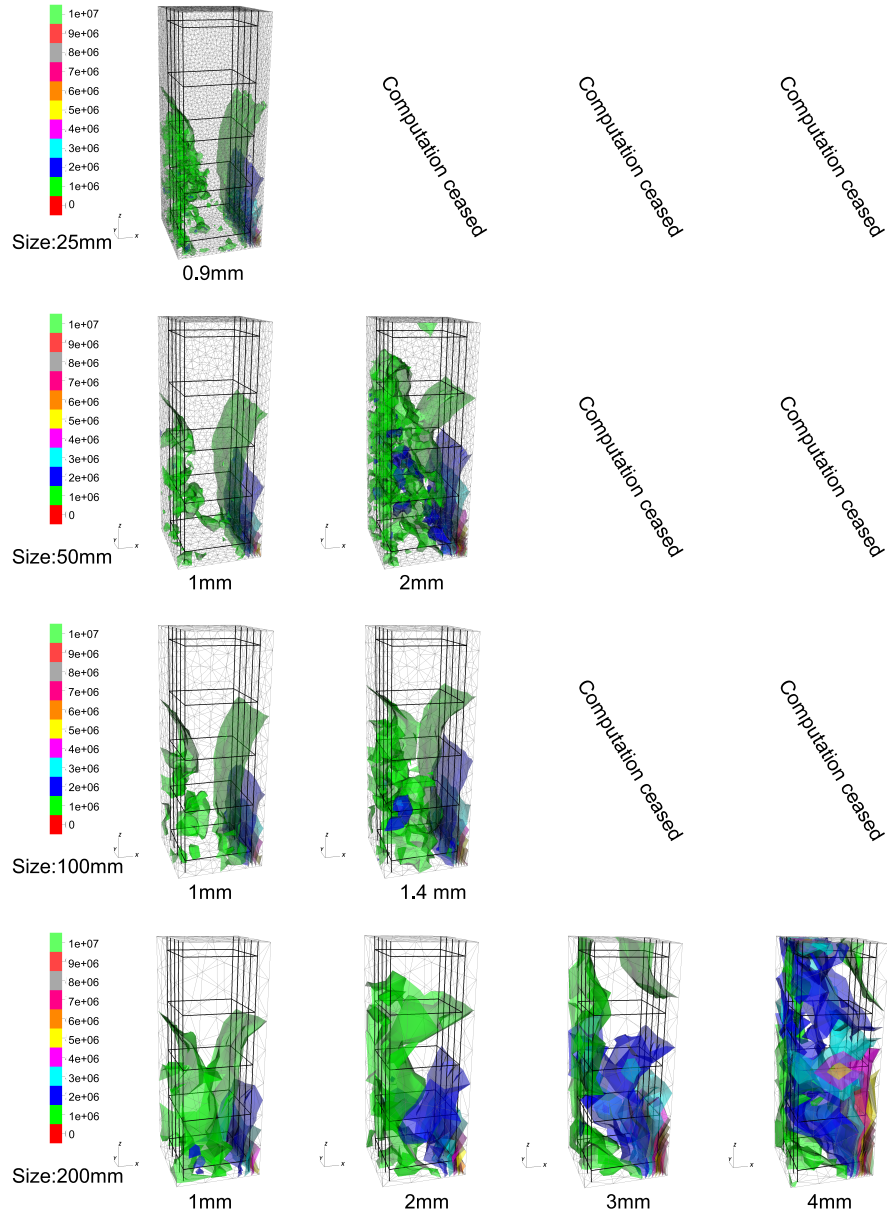 1e+07
9e+06
8e+06
7e+06
6e+06
5e+06
4e+06
3e+06
2e+06
1e+06
0
z
Y
X
Size:25mm
0.9mm
Computation ceased
Computation ceased
Computation ceased
1e+07
9e+06
8e+06
7e+06
6e+06
5e+06
4e+06
3e+06
2e+06
1e+06
0
z
Y
X
Size:50mm
1mm
z
Y
X
2mm
Computation ceased
Computation ceased
1e+07
9e+06
8e+06
7e+06
6e+06
5e+06
4e+06
3e+06
2e+06
1e+06
0
z
Y
X
Size:100mm
1mm
z
Y
X
1.4 mm
Computation ceased
Computation ceased
1e+07
9e+06
8e+06
7e+06
6e+06
5e+06
4e+06
3e+06
2e+06
1e+06
0
z
Y
X
Size:200mm
1mm
z
Y
X
2mm
z
Y
X
3mm
z
Y
X
4mm